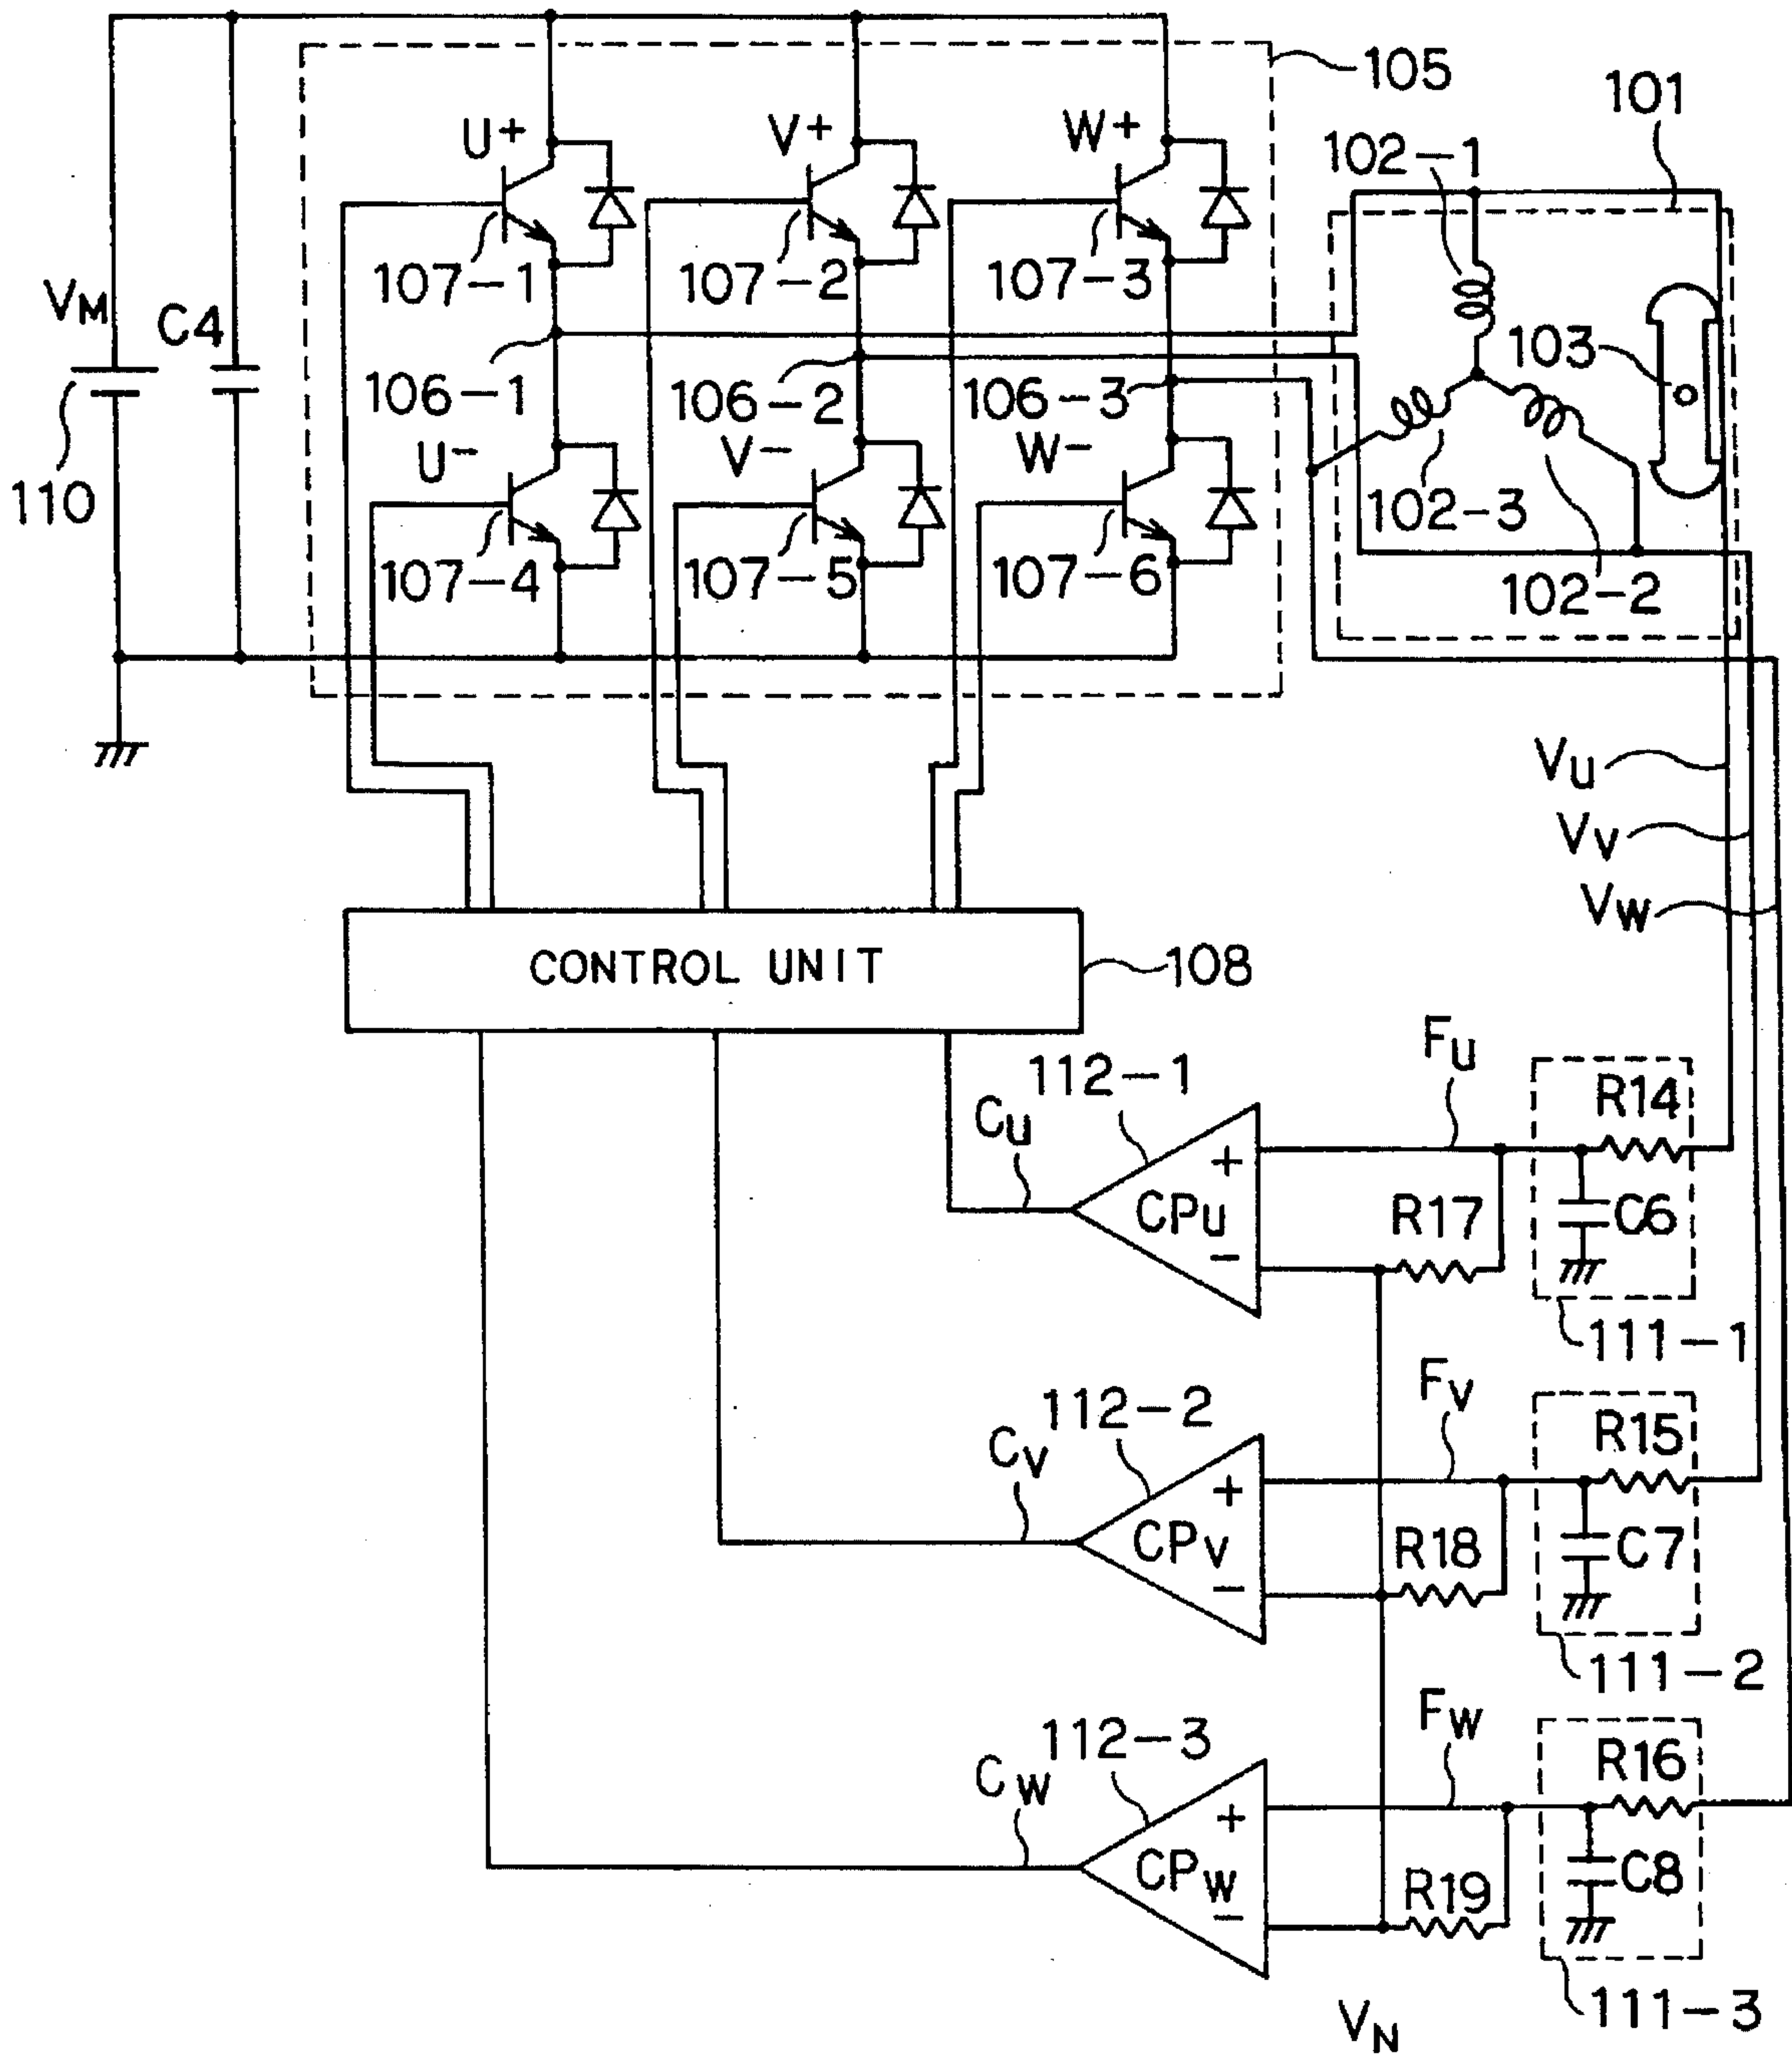 105
101
U+
V+
W+
102-1
107-1
107-2
107-3
VM
C4
103
106-1
106-2
106-3
U-
V-
W-
110
102-3
107-4
107-5
107-6
102-2
VU
VV
VW
CONTROL UNIT
108
FU
112-1
R14
CU
+
CPU
-
R17
C6
111-1
FV
112-2
R15
CV
+
CPV
-
R18
C7
111-2
FW
112-3
R16
CW
+
CPW
-
R19
C8
111-3
VN